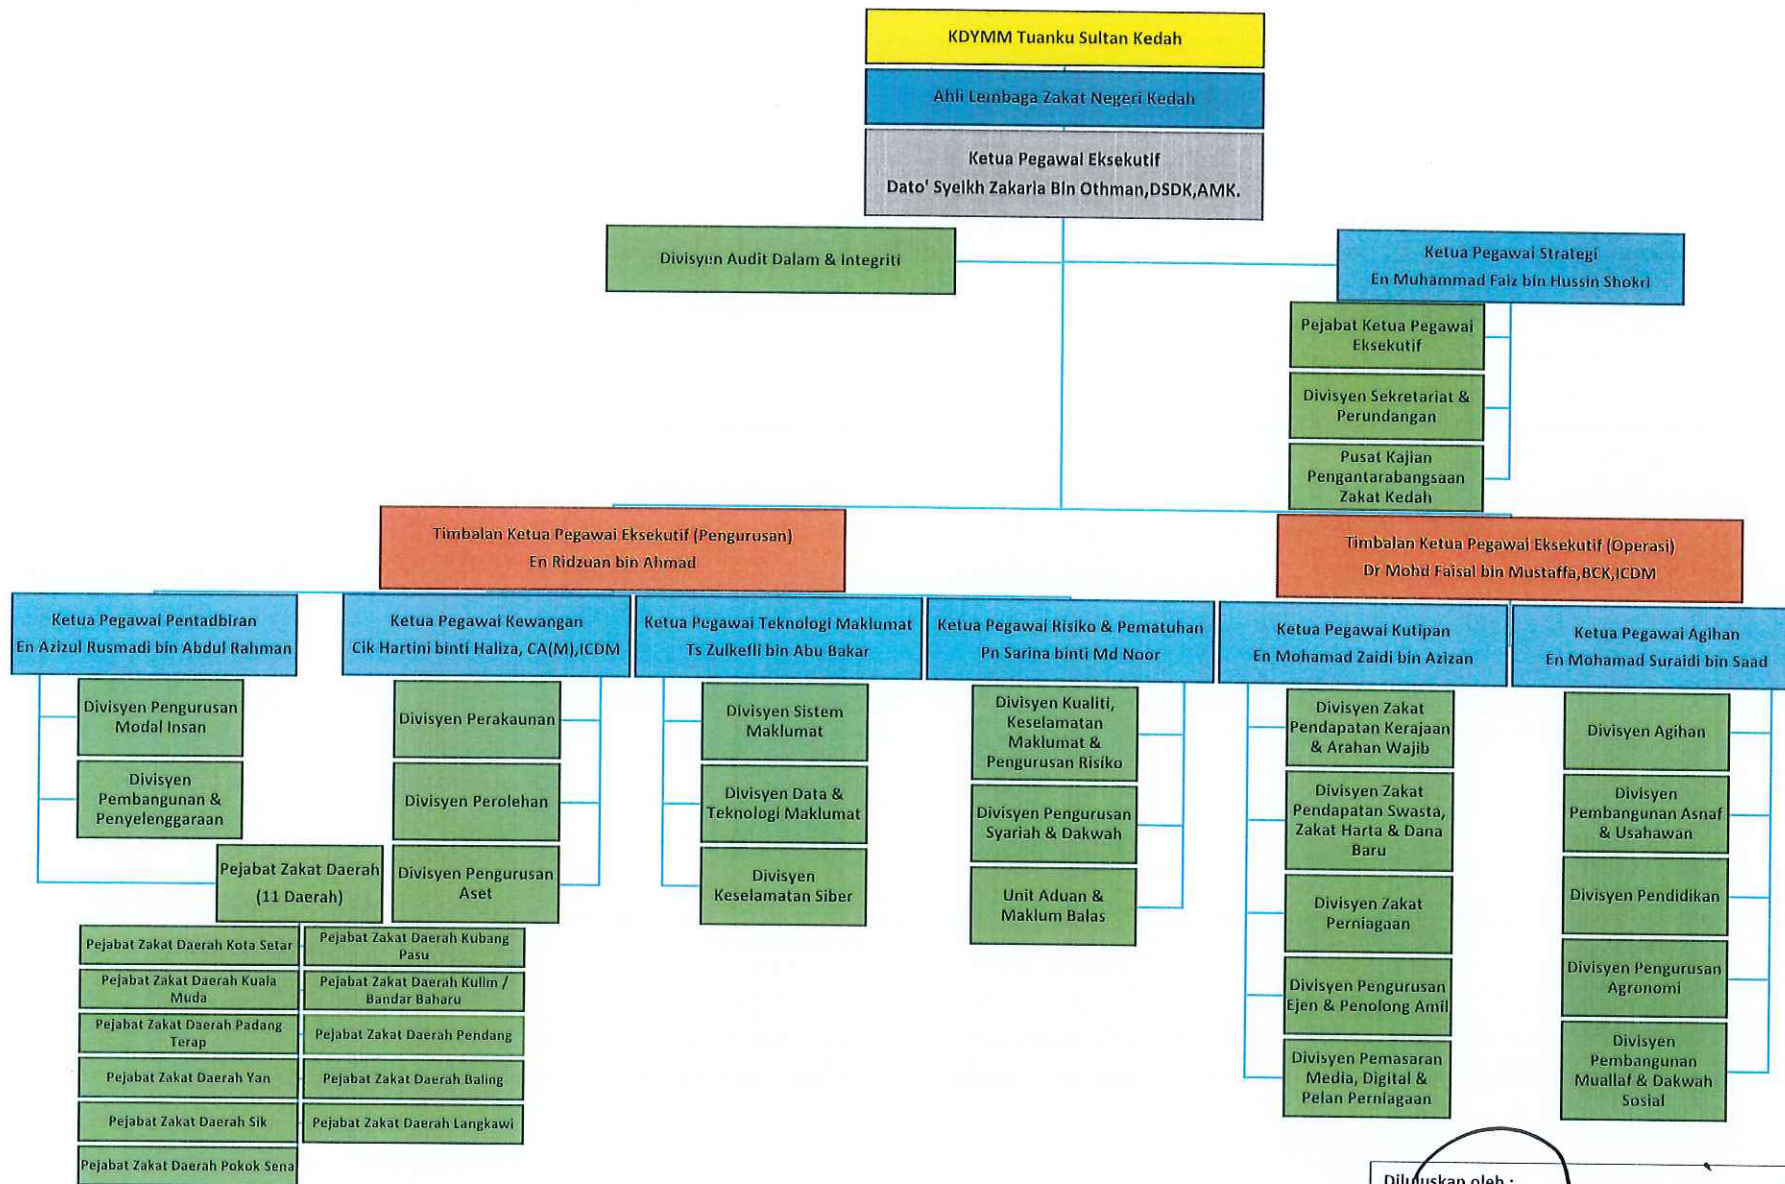 KDYMM Tuanku Sultan Kedah
Ahli Lembaga Zakat Negeri Kedah
Ketua Pegawai Eksekutif
Dato' Syeikh Zakaria Bin Othman,DSDK,AMK.
Divisyen Audit Dalam & Integriti
Ketua Pegawai Strategi
En Muhammad Faiz bin Hussin Shokri
Pejabat Ketua Pegawai
Eksekutif
Divisyen Sekretariat &
Perundangan
Pusat Kajian
Pengantarabangsaan
Zakat Kedah
Timbalan Ketua Pegawai Eksekutif (Pengurusan)
En Ridzuan bin Ahmad
Timbalan Ketua Pegawai Eksekutif (Operasi)
Dr Mohd Faisal bin Mustaffa,BCK,ICDM
Ketua Pegawai Pentadbiran
En Azizul Rusmadi bin Abdul Rahman
Divisyen Pengurusan
Modal Insan
Divisyen
Pembangunan &
Penyelenggaraan
Pejabat Zakat Daerah
(11 Daerah)
Pejabat Zakat Daerah Kota Setar
Pejabat Zakat Daerah Kubang
Pasu
Pejabat Zakat Daerah Kuala
Muda
Pejabat Zakat Daerah Kulim /
Bandar Baharu
Pejabat Zakat Daerah Padang
Terap
Pejabat Zakat Daerah Pendang
Pejabat Zakat Daerah Yan
Pejabat Zakat Daerah Baling
Pejabat Zakat Daerah Sik
Pejabat Zakat Daerah Langkawi
Pejabat Zakat Daerah Pokok Sena
Ketua Pegawai Kewangan
Cik Hartini binti Haliza, CA(M),ICDM
Divisyen Perakaunan
Divisyen Perolehan
Divisyen Pengurusan
Aset
Ketua Pegawai Teknologi Maklumat
Ts Zulkefli bin Abu Bakar
Divisyen Sistem
Maklumat
Divisyen Data &
Teknologi Maklumat
Divisyen
Keselamatan Siber
Ketua Pegawai Risiko & Pematuhan
Pn Sarina binti Md Noor
Divisyen Kualiti,
Keselamatan
Maklumat &
Pengurusan Risiko
Divisyen Pengurusan
Syariah & Dakwah
Unit Aduan &
Maklum Balas
Ketua Pegawai Kutipan
En Mohamad Zaidi bin Azizan
Divisyen Zakat
Pendapatan Kerajaan
& Arahan Wajib
Divisyen Zakat
Pendapatan Swasta,
Zakat Harta & Dana
Baru
Divisyen Zakat
Perniagaan
Divisyen Pengurusan
Ejen & Penolong Amil
Divisyen Pemasaran
Media, Digital &
Pelan Perniagaan
Ketua Pegawai Agihan
En Mohamad Suraidi bin Saad
Divisyen Agihan
Divisyen
Pembangunan Asnaf
& Usahawan
Divisyen Pendidikan
Divisyen Pengurusan
Agronomi
Divisyen
Pembangunan
Muallaf & Dakwah
Sosial
Diluluskan oleh :